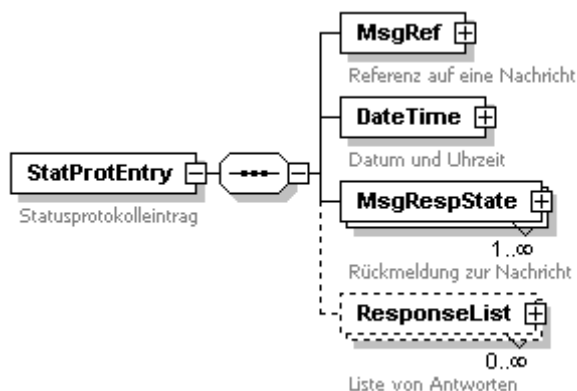 MsgRef
Referenz auf eine Nachricht
DateTime
Datum und Uhrzeit
StatProtEntry
Statusprotokolleintrag
MsgRespState
1..∞
Rückmeldung zur Nachricht
ResponseList
0..∞
Liste von Antworten